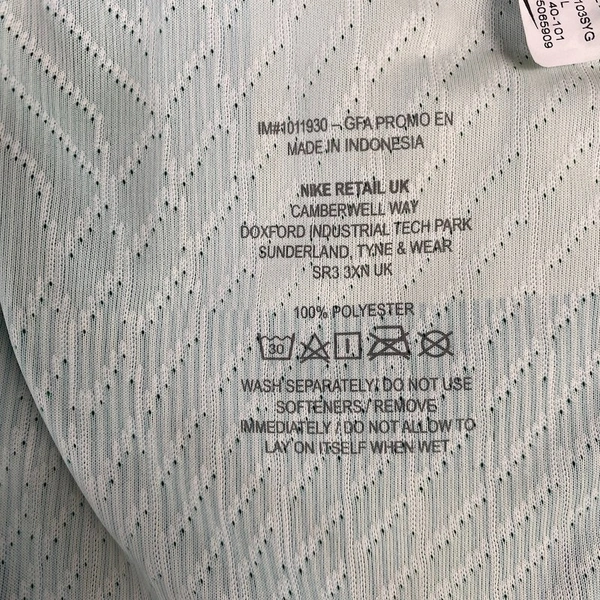 103SYG
L
40-101
5065909
IM#1011930 - GFA PROMO EN
MADE IN INDONESIA
NIKE RETAIL UK
CAMBERWELL WAY
DOXFORD INDUSTRIAL TECH PARK
SUNDERLAND, TYNE & WEAR
SR3 3XN UK
100% POLYESTER
30
WASH SEPARATELY/ DO NOT USE
SOFTENERS/ REMOVE
IMMEDIATELY / DO NOT ALLOW TO
LAY ON ITSELF WHEN WET